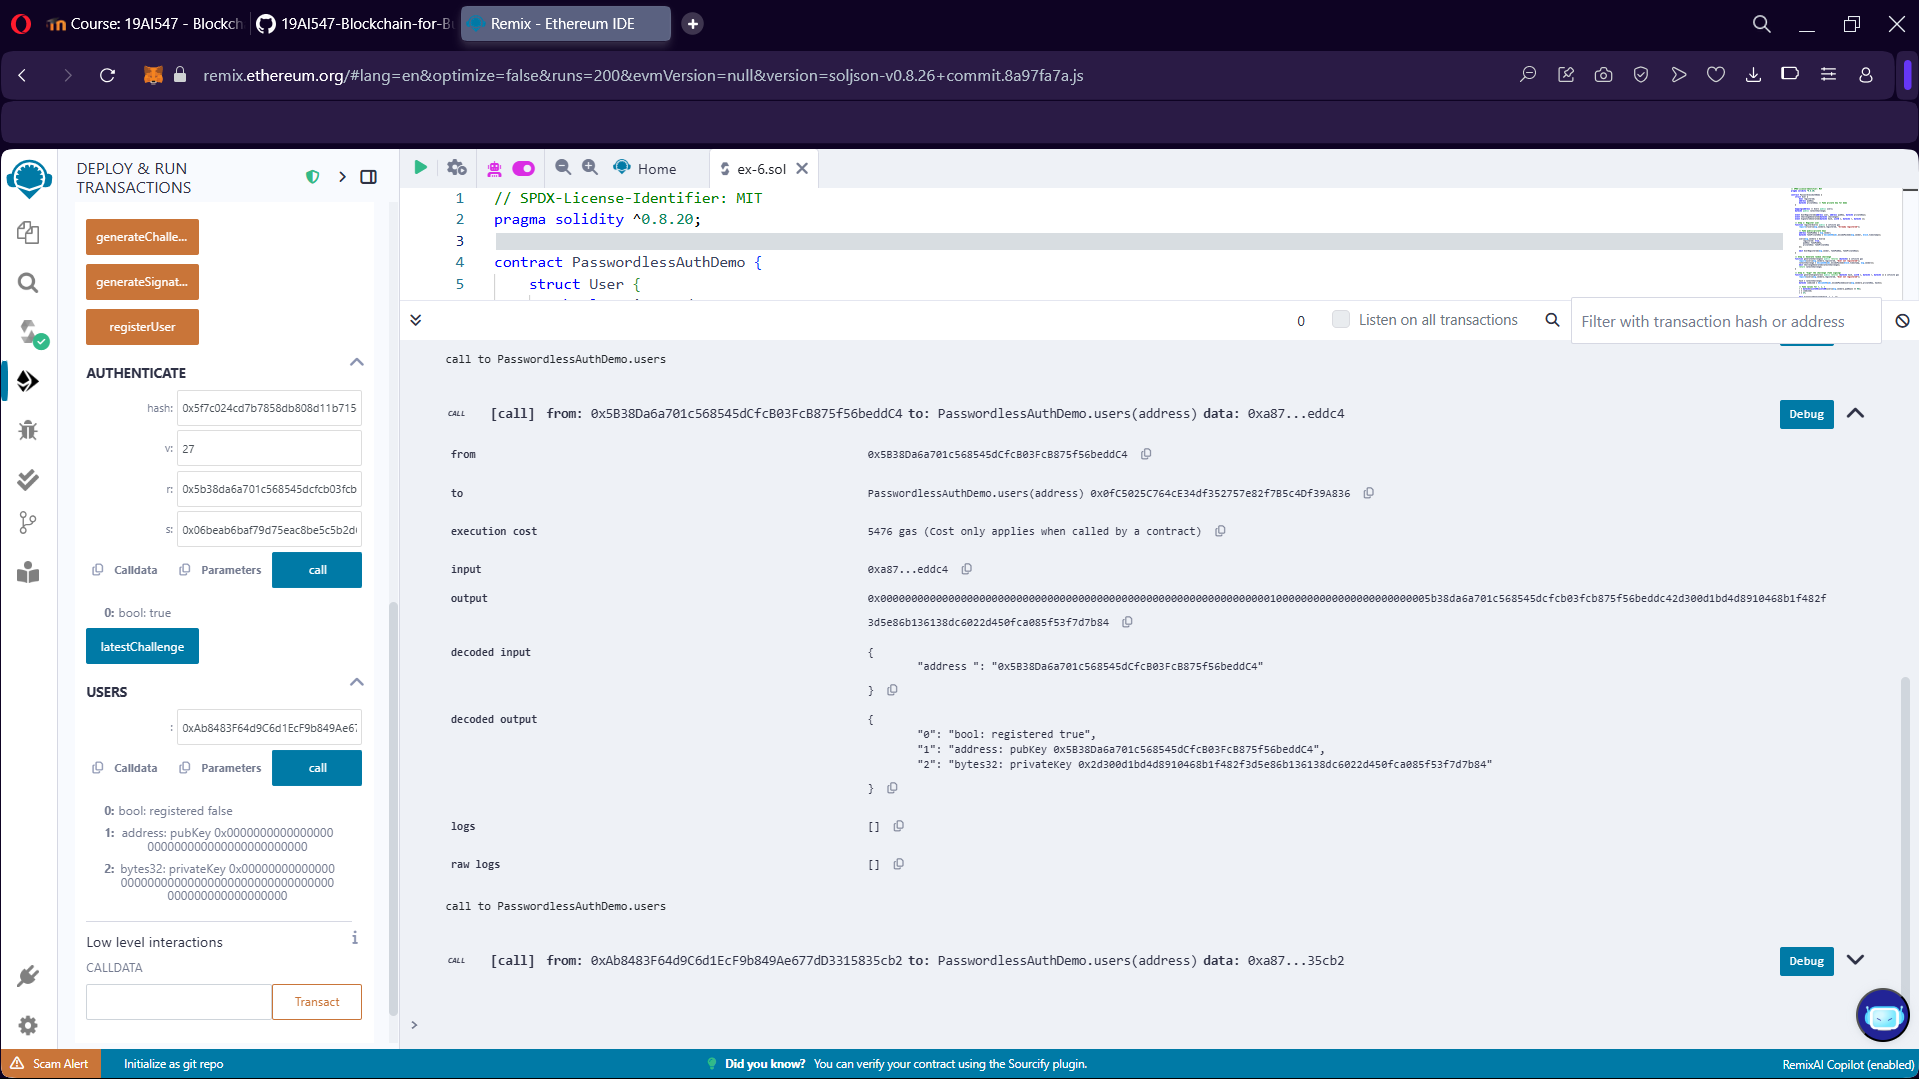 Course: 19AI547 - Blockch
19AI547-Blockchain-for-B
Remix - Ethereum IDE
remix.ethereum.org/#lang=en&optimize=false&runs=200&evmVersion=null&version=soljson-v0.8.26+commit.8a97fa7a.js
DEPLOY & RUN
TRANSACTIONS
generateChalle...
generateSignat...
registerUser
AUTHENTICATE
hash: 0x5f7c024cd7b7858db808d11b715
v: 27
r: 0x5b38da6a701c568545dcfcb03fcb
s: 0x06beab6baf79d75eac8be5c5b2d
Calldata Parameters call
0: bool: true
latestChallenge
USERS
: 0xAb8483F64d9C6d1EcF9b849Ae67
Calldata Parameters call
0: bool: registered false
1: address: pubKey 0x0000000000000000
000000000000000000000000
2: bytes32: privateKey 0x00000000000000
Low level interactions
CALLDATA
Transact
Home
ex-6.sol
1 // SPDX-License-Identifier: MIT
2 pragma solidity ^0.8.20;
3
4 contract PasswordlessAuthDemo {
5 struct User {
0 Listen on all transactions Filter with transaction hash or address
call to PasswordlessAuthDemo.users
CALL [call] from: 0x5B38Da6a701c568545dCfcB03FcB875f56beddC4 to: PasswordlessAuthDemo.users(address) data: 0xa87...eddc4 Debug
from 0x5B38Da6a701c568545dCfcB03FcB875f56beddC4
to PasswordlessAuthDemo.users(address) 0x0fC5025C764cE34df352757e82f7B5c4Df39A836
execution cost 5476 gas (Cost only applies when called by a contract)
input 0xa87...eddc4
output
3d5e86b136138dc6022d450fca085f53f7d7b84
decoded input {
"address ": "0x5B38Da6a701c568545dCfcB03FcB875f56beddC4"
}
decoded output {
"0": "bool: registered true",
"1": "address: pubKey 0x5B38Da6a701c568545dCfcB03FcB875f56beddC4",
"2": "bytes32: privateKey 0x2d300d1bd4d8910468b1f482f3d5e86b136138dc6022d450fca085f53f7d7b84"
}
logs []
raw logs []
call to PasswordlessAuthDemo.users
CALL [call] from: 0xAb8483F64d9C6d1EcF9b849Ae677dD3315835cb2 to: PasswordlessAuthDemo.users(address) data: 0xa87...35cb2 Debug
>
Scam Alert
Initialize as git repo
Did you know? You can verify your contract using the Sourcify plugin.
RemixAI Copilot (enabled)